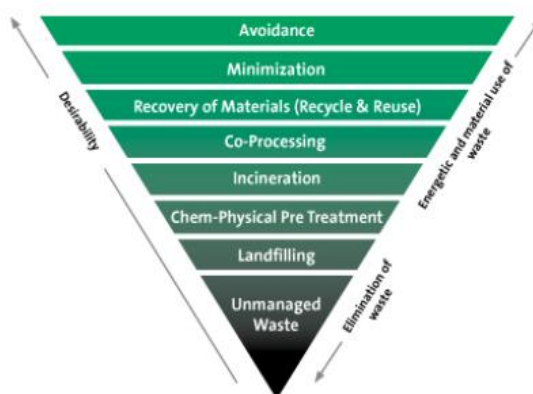 Avoidance
Minimization
Recovery of Materials (Recycle & Reuse)
Co-Processing
Incineration
Chem-Physical Pre Treatment
Landfilling
Unmanaged
Waste
Desirability
Energetic and material use of
waste
Elimination of
waste